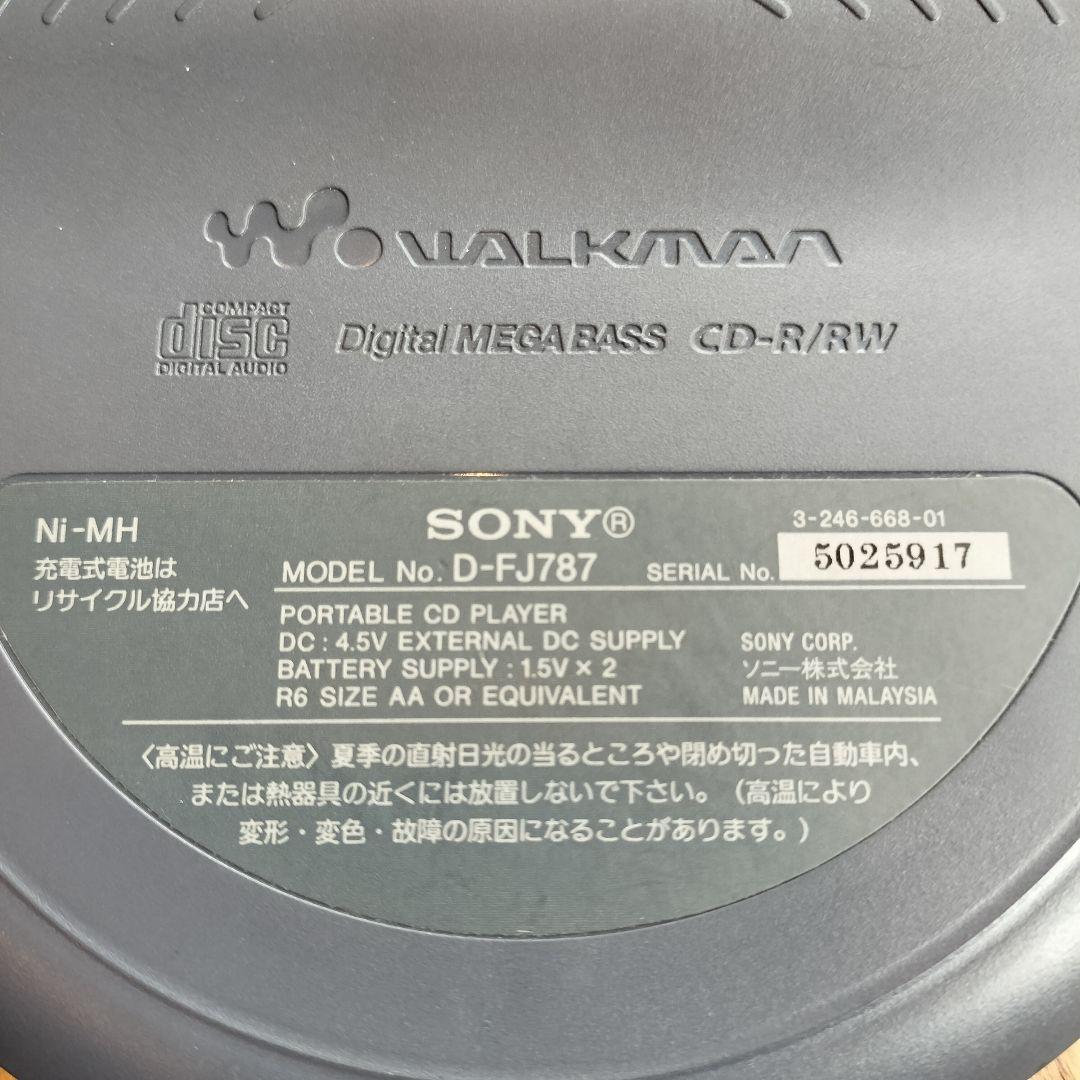 WALKMAN
COMPACT
disc
DIGITAL AUDIO
Digital MEGA BASS CD-R/RW
Ni-MH
充電式電池は
リサイクル協力店へ
SONY®
3-246-668-01
MODEL No. D-FJ787 SERIAL No. 5025917
PORTABLE CD PLAYER
DC : 4.5V EXTERNAL DC SUPPLY
BATTERY SUPPLY : 1.5V × 2
R6 SIZE AA OR EQUIVALENT
SONY CORP.
ソニー株式会社
MADE IN MALAYSIA
〈高温にご注意〉夏季の直射日光の当るところや閉め切った自動車内、
または熱器具の近くには放置しないで下さい。（高温により
変形・変色・故障の原因になることがあります。）